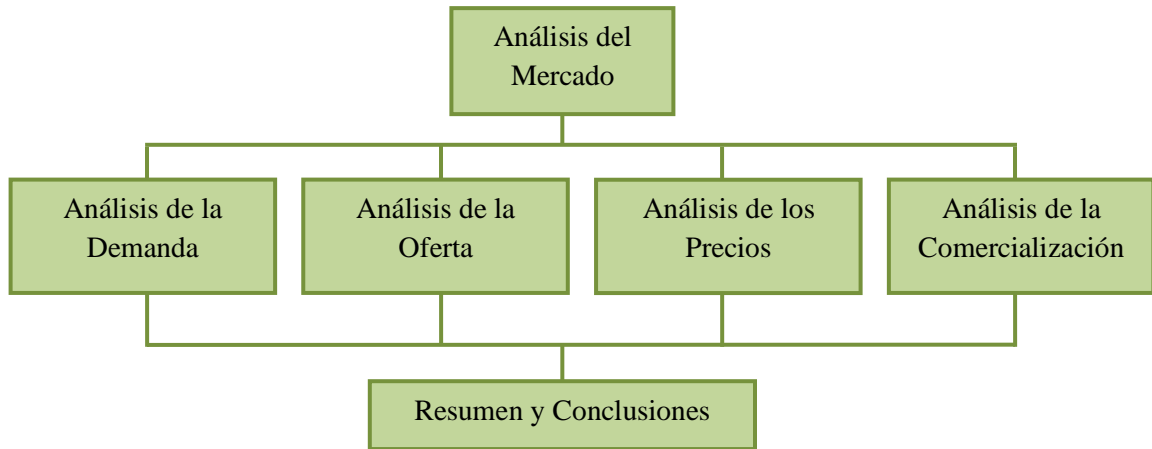 Análisis del
Mercado
Análisis de la
Demanda
Análisis de la
Oferta
Análisis de los
Precios
Análisis de la
Comercialización
Resumen y Conclusiones